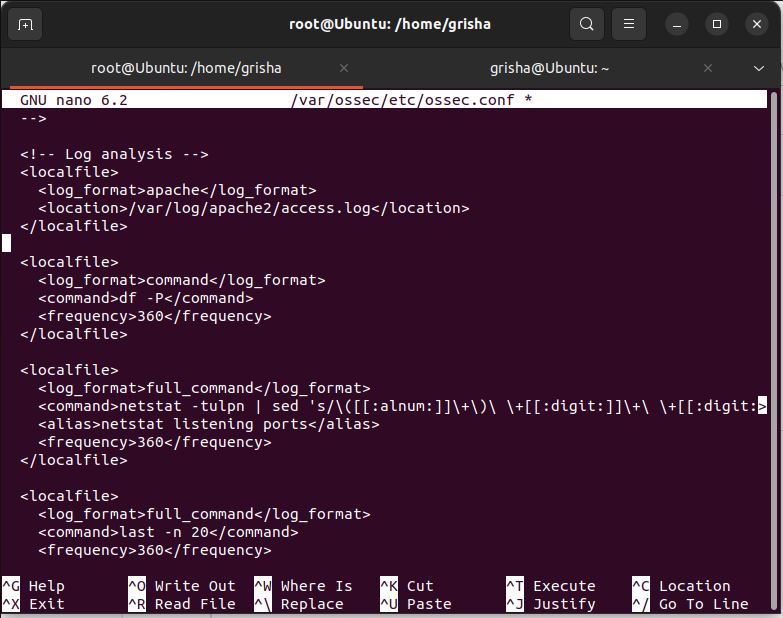 root@Ubuntu: /home/grisha
root@Ubuntu: /home/grisha × grisha@Ubuntu: ~ ×
GNU nano 6.2 /var/ossec/etc/ossec.conf *
-->
<!-- Log analysis -->
<localfile>
<log_format>apache</log_format>
<location>/var/log/apache2/access.log</location>
</localfile>
<localfile>
<log_format>command</log_format>
<command>df -P</command>
<frequency>360</frequency>
</localfile>
<localfile>
<log_format>full_command</log_format>
<command>netstat -tulpn | sed 's/\([[:alnum:]]\+\)\ \+[[:digit:]]\+\ \+[[:digit:>
<alias>netstat listening ports</alias>
<frequency>360</frequency>
</localfile>
<localfile>
<log_format>full_command</log_format>
<command>last -n 20</command>
<frequency>360</frequency>
^G Help ^O Write Out ^W Where Is ^K Cut ^T Execute ^C Location
^X Exit ^R Read File ^\ Replace ^U Paste ^J Justify ^/ Go To Line